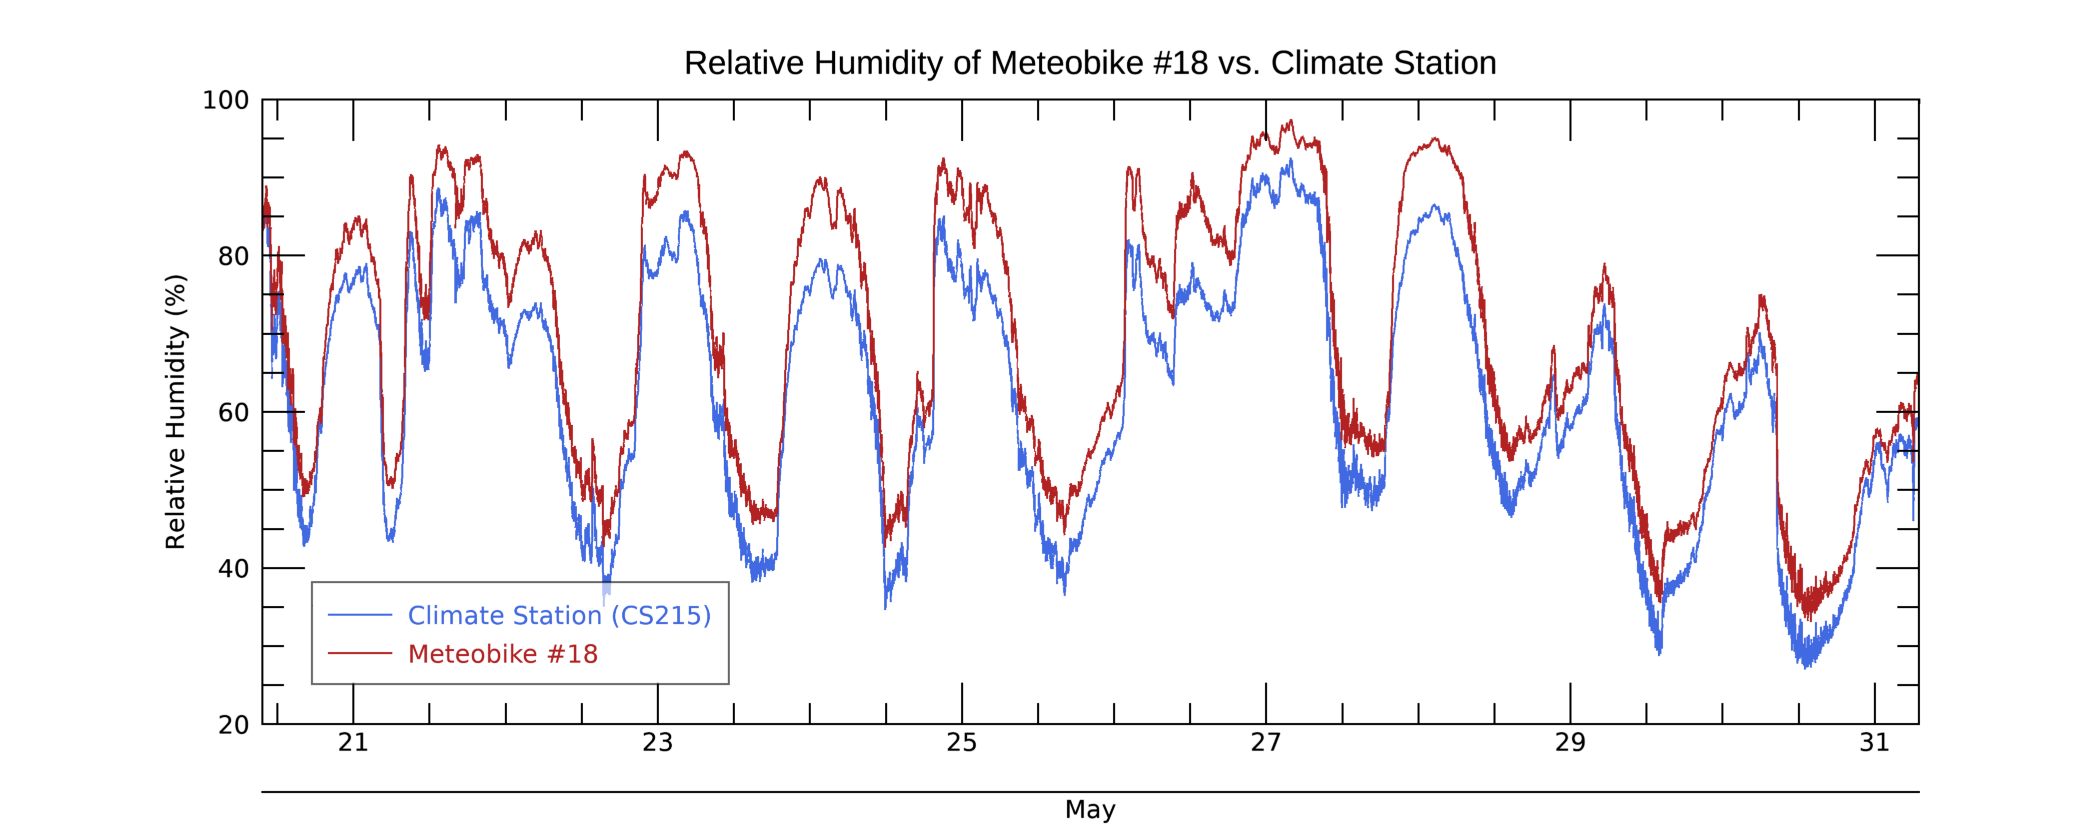 Relative Humidity of Meteobike #18 vs. Climate Station
Relative Humidity (%)
100
80
60
40
20
Climate Station (CS215)
Meteobike #18
21 23 25 27 29 31
May